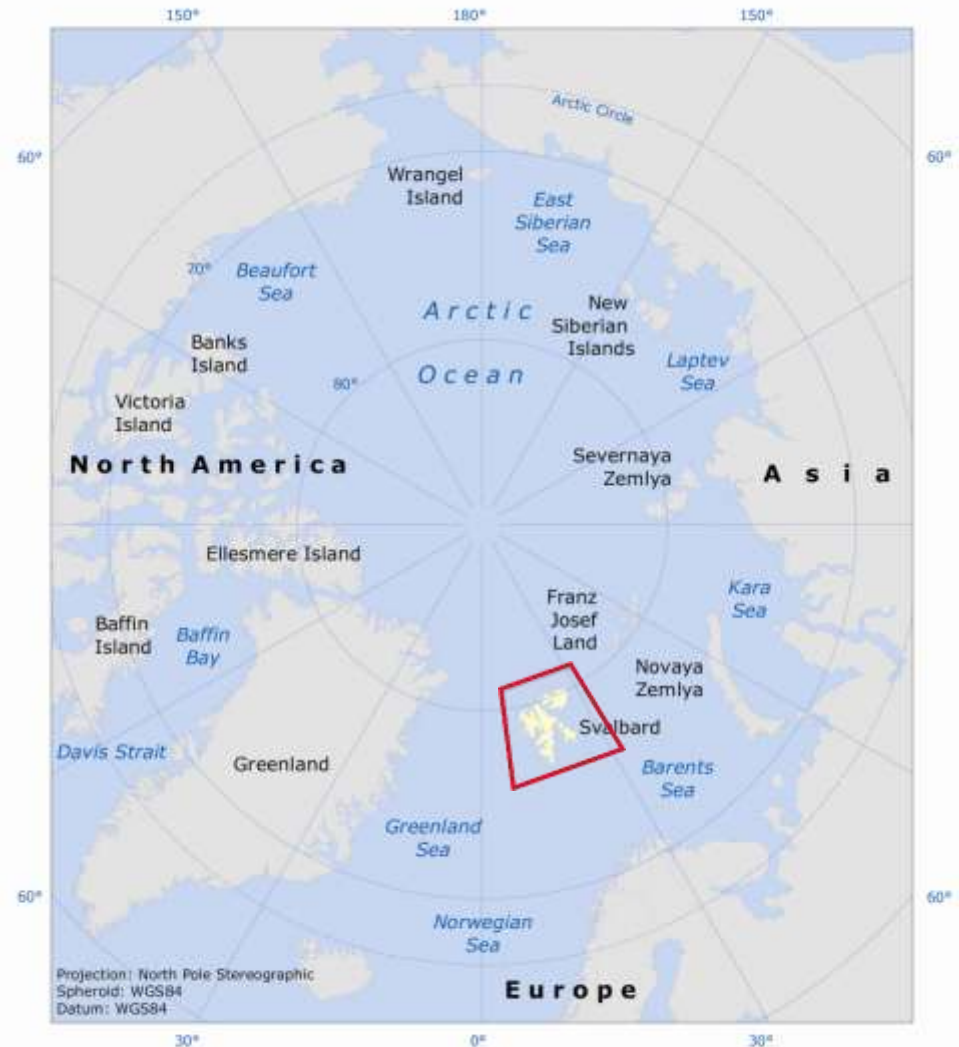 150°
180°
150°
Arctic Circle
60°
60°
Wrangel
Island
East
Siberian
Sea
70°
Beaufort
Sea
Arctic
Ocean
New
Siberian
Islands
Banks
Island
80°
Laptev
Sea
Victoria
Island
North America
Severnaya
Zemlya
Asia
Ellesmere Island
Kara
Sea
Franz
Josef
Land
Baffin
Island
Baffin
Bay
Novaya
Zemlya
Svalbard
Davis Strait
Greenland
Barents
Sea
Greenland
Sea
60°
60°
Norwegian
Sea
Projection: North Pole Stereographic
Spheroid: WGS84
Datum: WGS84
Europe
30°
0°
30°